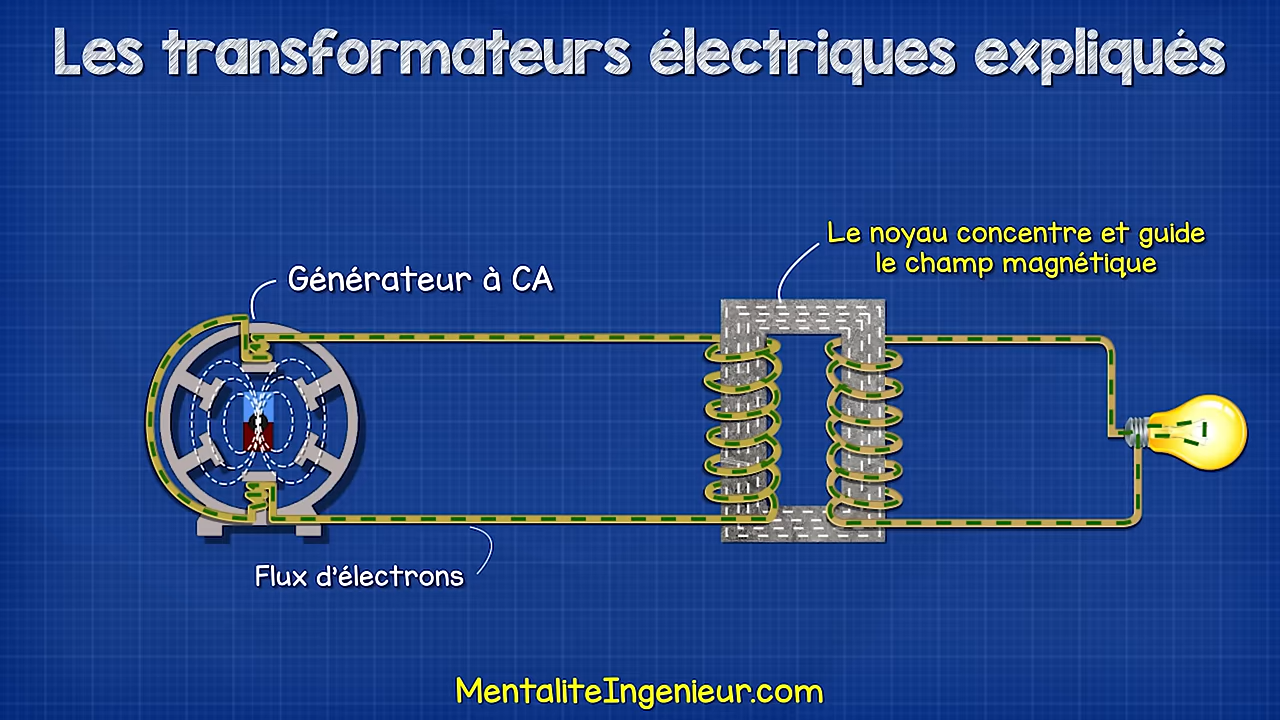 Les transformateurs électriques expliqués
Le noyau concentre et guide
le champ magnétique
Générateur à CA
Flux d'électrons
MentaliteIngenieur.com